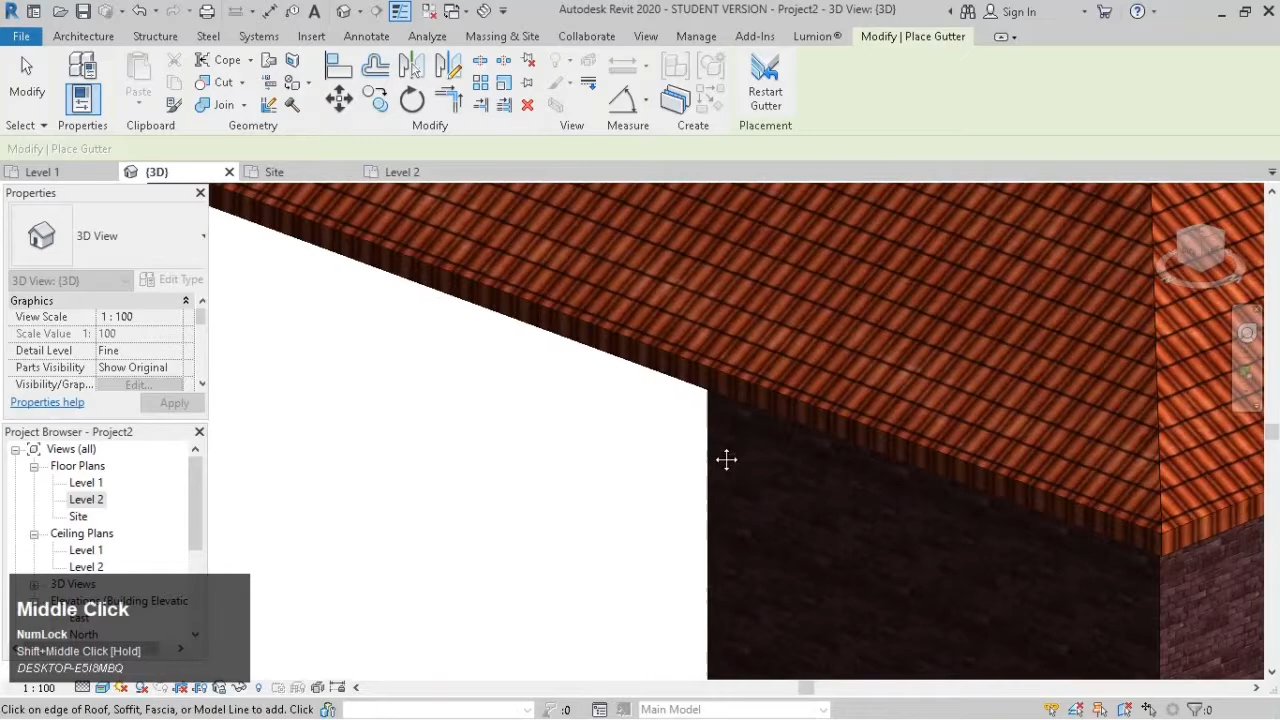 Autodesk Revit 2020 - STUDENT VERSION - Project2 - 3D View: {3D}
Sign In
File Architecture Structure Steel Systems Insert Annotate Analyze Massing & Site Collaborate View Manage Add-Ins Lumion® Modify | Place Gutter
Modify
Paste
Cope
Cut
Join
Restart
Gutter
Select Properties Clipboard Geometry Modify View Measure Create Placement
Modify | Place Gutter
Level 1
{3D}
Site
Level 2
Properties
3D View
3D View: {3D}
Edit Type
Graphics
View Scale 1 : 100
Scale Value 1: 100
Detail Level Fine
Parts Visibility Show Original
Visibility/Grap... Edit...
Properties help
Apply
Project Browser - Project2
Views (all)
Floor Plans
Level 1
Level 2
Site
Ceiling Plans
Level 1
Level 2
3D Views
Elevations (Building Elevatic
East
North
Middle Click
NumLock
Shift+Middle Click [Hold]
DESKTOP-E5I8MBQ
1 : 100
Click on edge of Roof, Soffit, Fascia, or Model Line to add. Click
:0
Main Model
:0